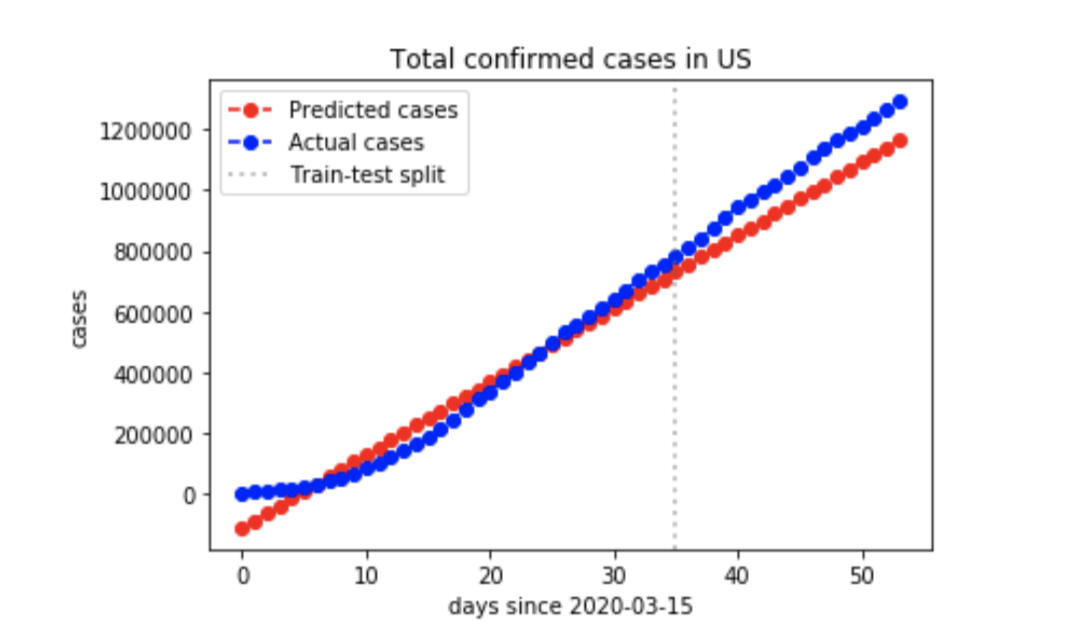 Total confirmed cases in US
Predicted cases
Actual cases
Train-test split
1200000
1000000
800000
600000
400000
200000
0
cases
0 10 20 30 40 50
days since 2020-03-15